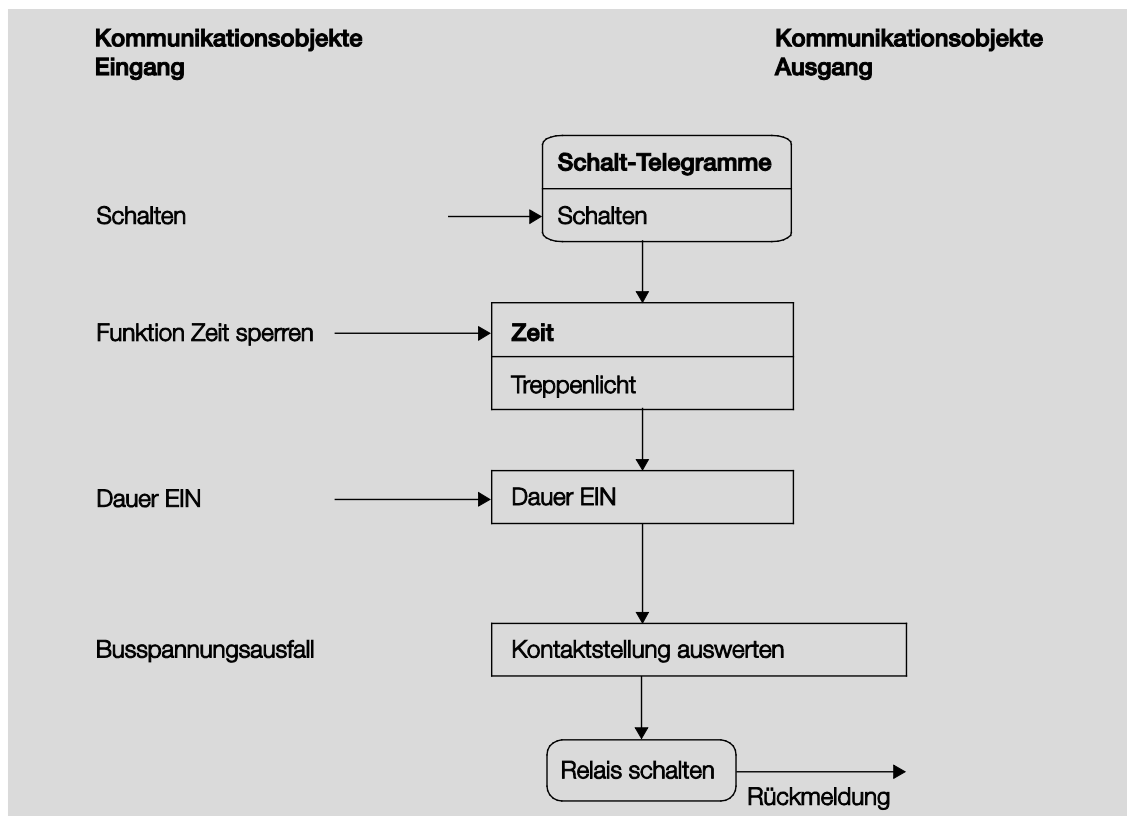 Kommunikationsobjekte
Eingang
Kommunikationsobjekte
Ausgang
Schalt-Telegramme
Schalten
Schalten
Funktion Zeit sperren
Zeit
Treppenlicht
Dauer EIN
Dauer EIN
Busspannungsausfall
Kontaktstellung auswerten
Relais schalten
Rückmeldung